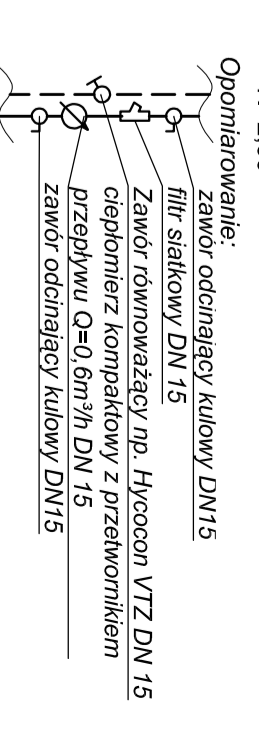 Opomiarowanie:
zawór odcinający kulowy DN15
filtr siatkowy DN 15
Zawór równoważący np. Hycocon VTZ DN 15
ciepłomierz kompaktowy z przetwornikiem
przepływu Q=0,6m³/h DN 15
zawór odcinający kulowy DN15